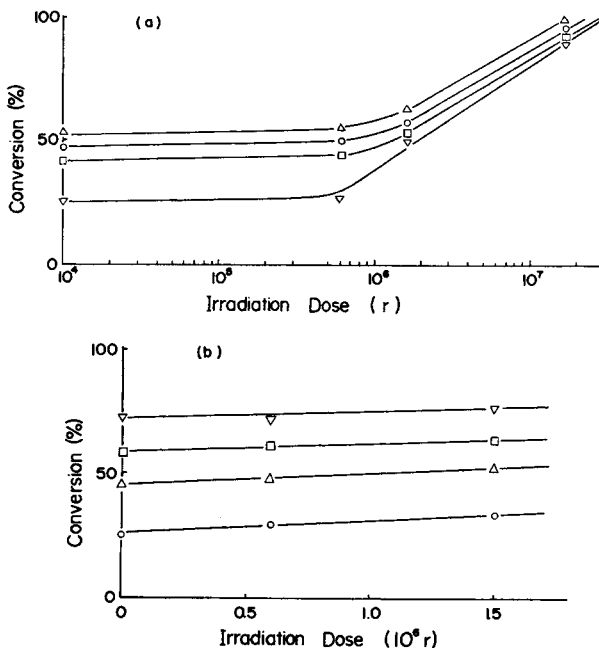 (a)
100
50
0
Conversion (%)
10⁴
10⁵
10⁶
10⁷
Irradiation Dose (r)
(b)
100
50
0
Conversion (%)
0
0.5
1.0
1.5
Irradiation Dose (10⁶ r)